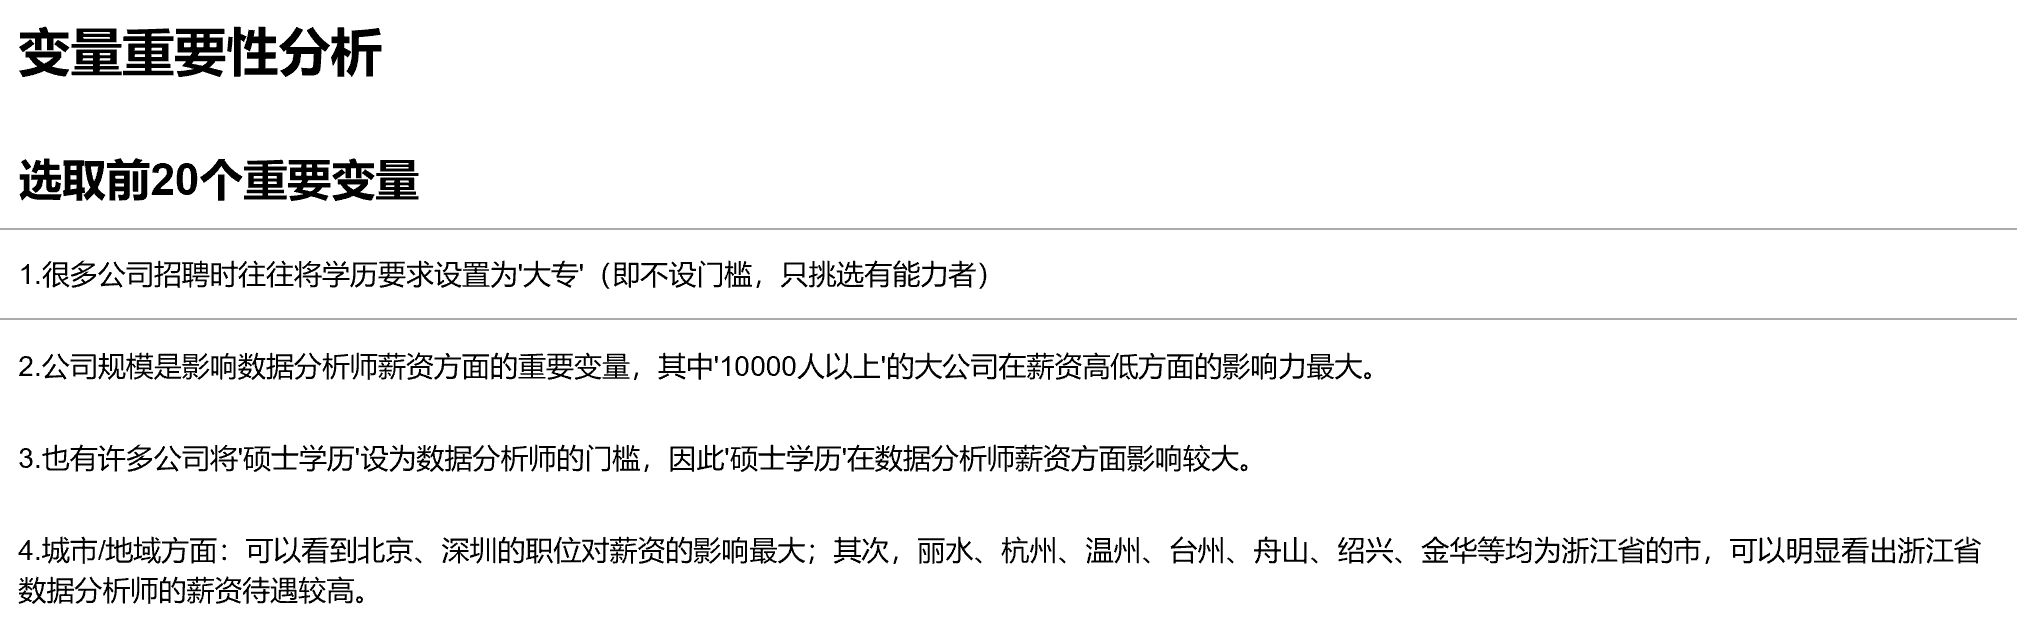 变量重要性分析
选取前20个重要变量
1.很多公司招聘时往往将学历要求设置为'大专'（即不设门槛，只挑选有能力者）
2.公司规模是影响数据分析师薪资方面的重要变量，其中'10000人以上'的大公司在薪资高低方面的影响力最大。
3.也有许多公司将'硕士学历'设为数据分析师的门槛，因此'硕士学历'在数据分析师薪资方面影响较大。
4.城市/地域方面：可以看到北京、深圳的职位对薪资的影响最大；其次，丽水、杭州、温州、台州、舟山、绍兴、金华等均为浙江省的市，可以明显看出浙江省
数据分析师的薪资待遇较高。